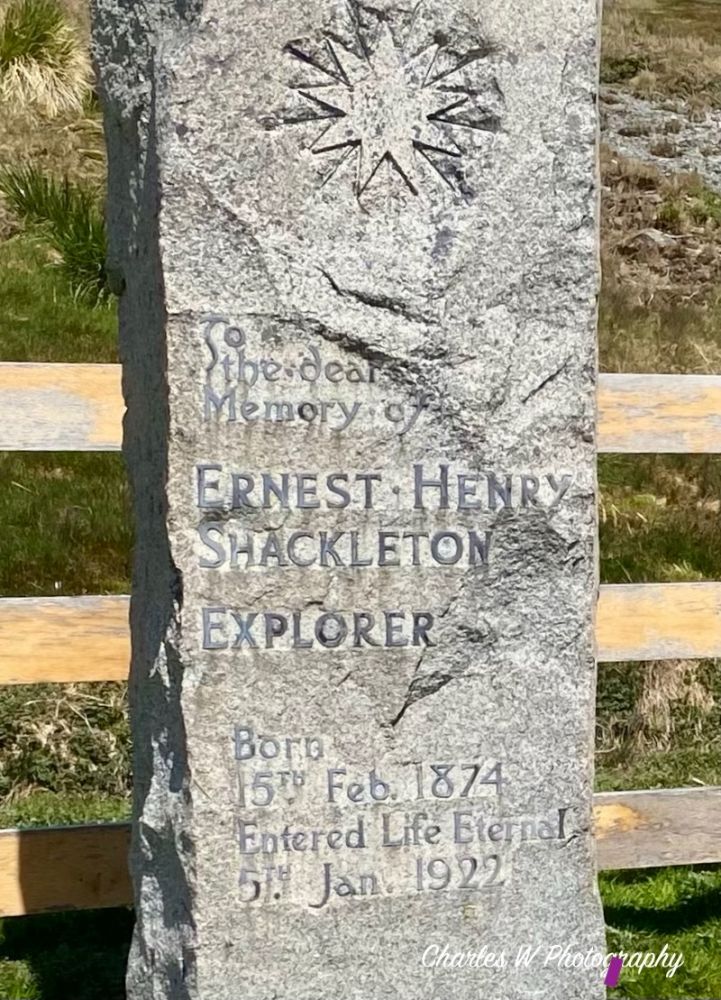 To
the·dear
Memory·of
ERNEST·HENRY
SHACKLETON
EXPLORER
Born
15TH Feb. 1874
Entered Life Eternal
5TH Jan. 1922
Charles W Photography